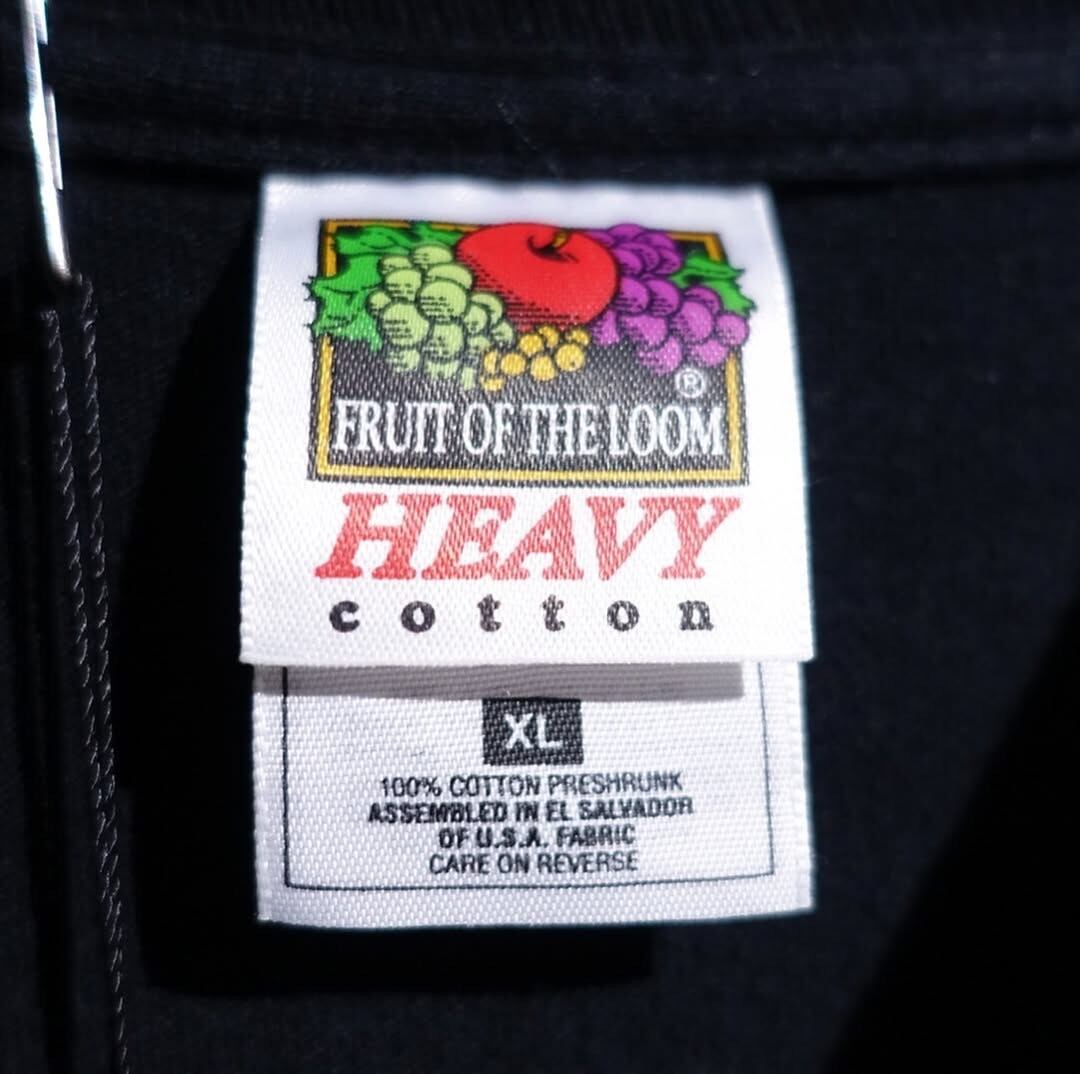 ®
FRUIT OF THE LOOM
HEAVY
cotton
XL
100% COTTON PRESHRUNK
ASSEMBLED IN EL SALVADOR
OF U.S.A. FABRIC
CARE ON REVERSE